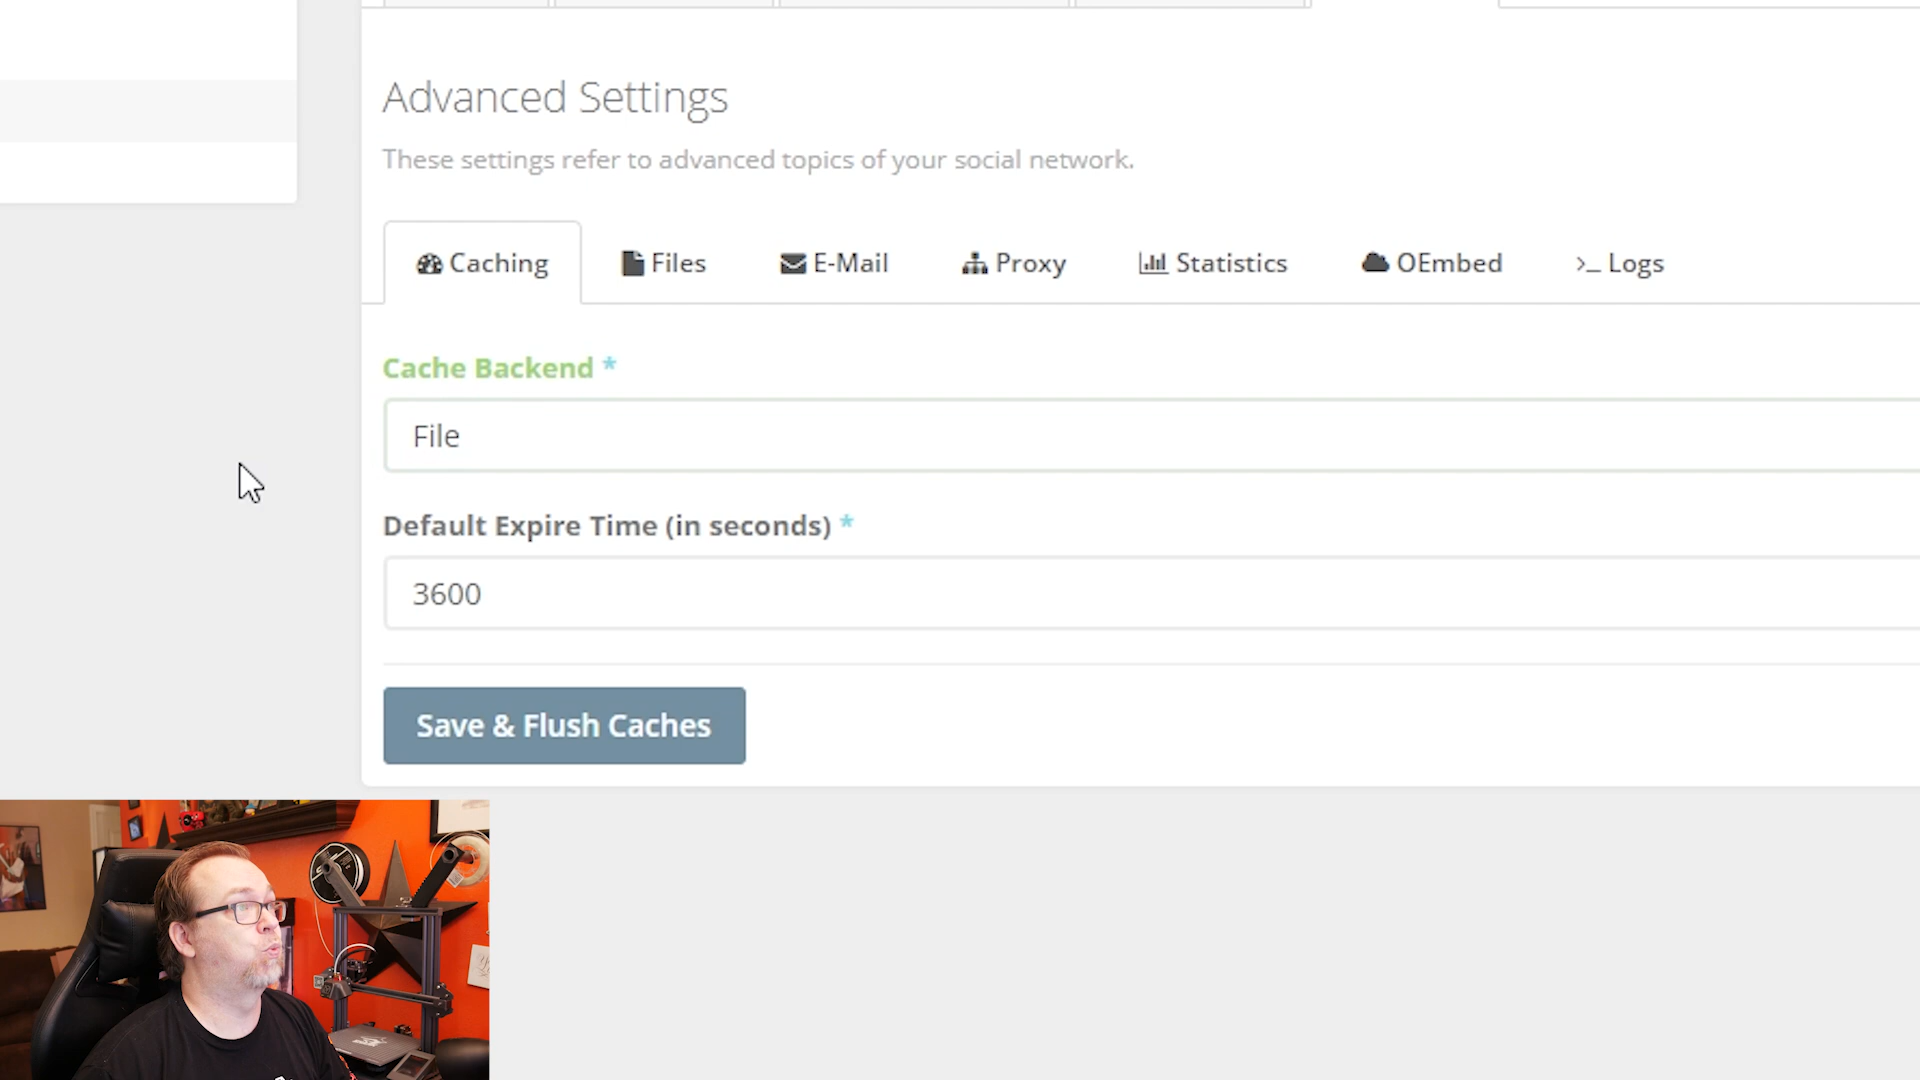 Advanced Settings
These settings refer to advanced topics of your social network.
Caching Files E-Mail Proxy Statistics OEmbed >_ Logs
Cache Backend *
File
Default Expire Time (in seconds) *
3600
Save & Flush Caches